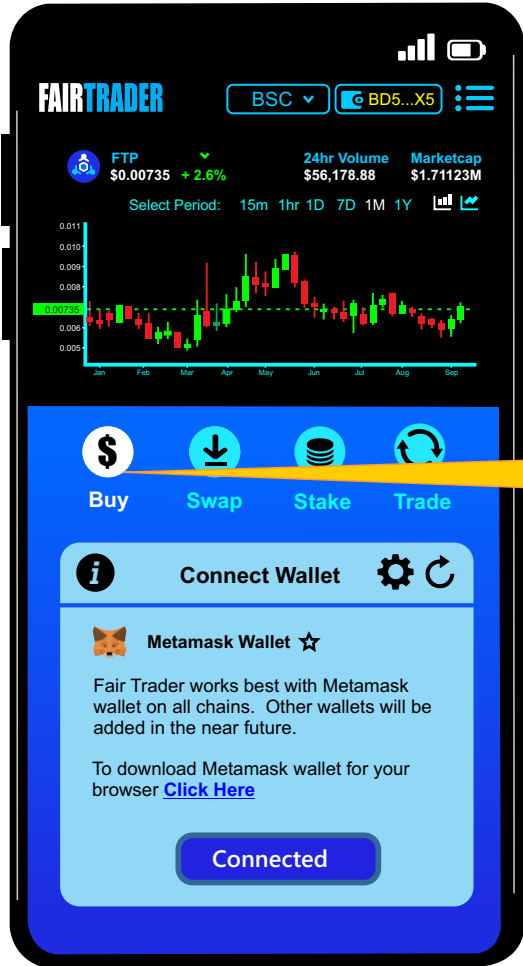 FAIRTRADER
BSC
BD5...X5
FTP
$0.00735 + 2.6%
24hr Volume
$56,178.88
Marketcap
$1.71123M
Select Period: 15m 1hr 1D 7D 1M 1Y
0.011
0.010
0.009
0.008
0.00735
0.006
0.005
Jan Feb Mar Apr May Jun Jul Aug Sep
$
Buy Swap Stake Trade
i
Connect Wallet
Metamask Wallet
Fair Trader works best with Metamask
wallet on all chains. Other wallets will be
added in the near future.
To download Metamask wallet for your
browser Click Here
Connected